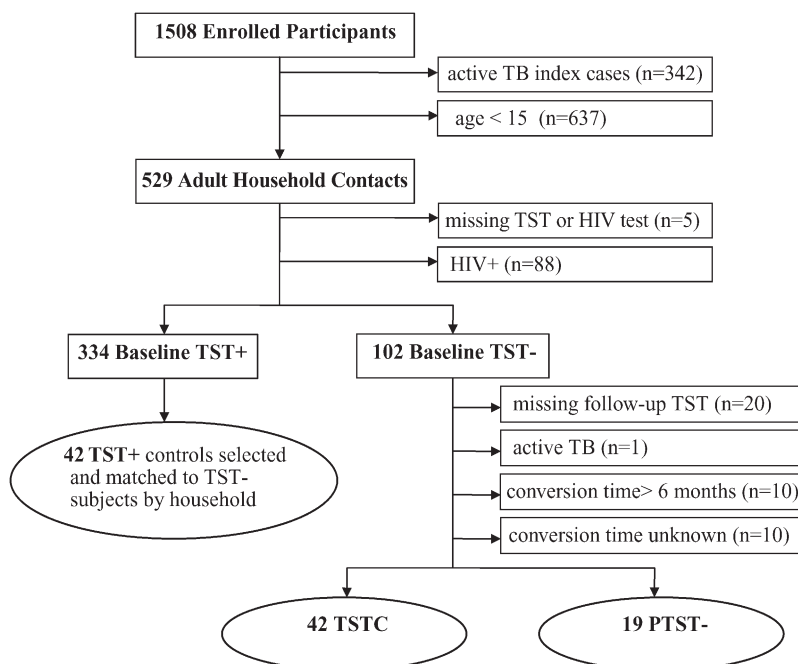 1508 Enrolled Participants
active TB index cases (n=342)
age < 15 (n=637)
529 Adult Household Contacts
missing TST or HIV test (n=5)
HIV+ (n=88)
334 Baseline TST+
102 Baseline TST-
missing follow-up TST (n=20)
active TB (n=1)
conversion time> 6 months (n=10)
conversion time unknown (n=10)
42 TST+ controls selected
and matched to TST-
subjects by household
42 TSTC
19 PTST-